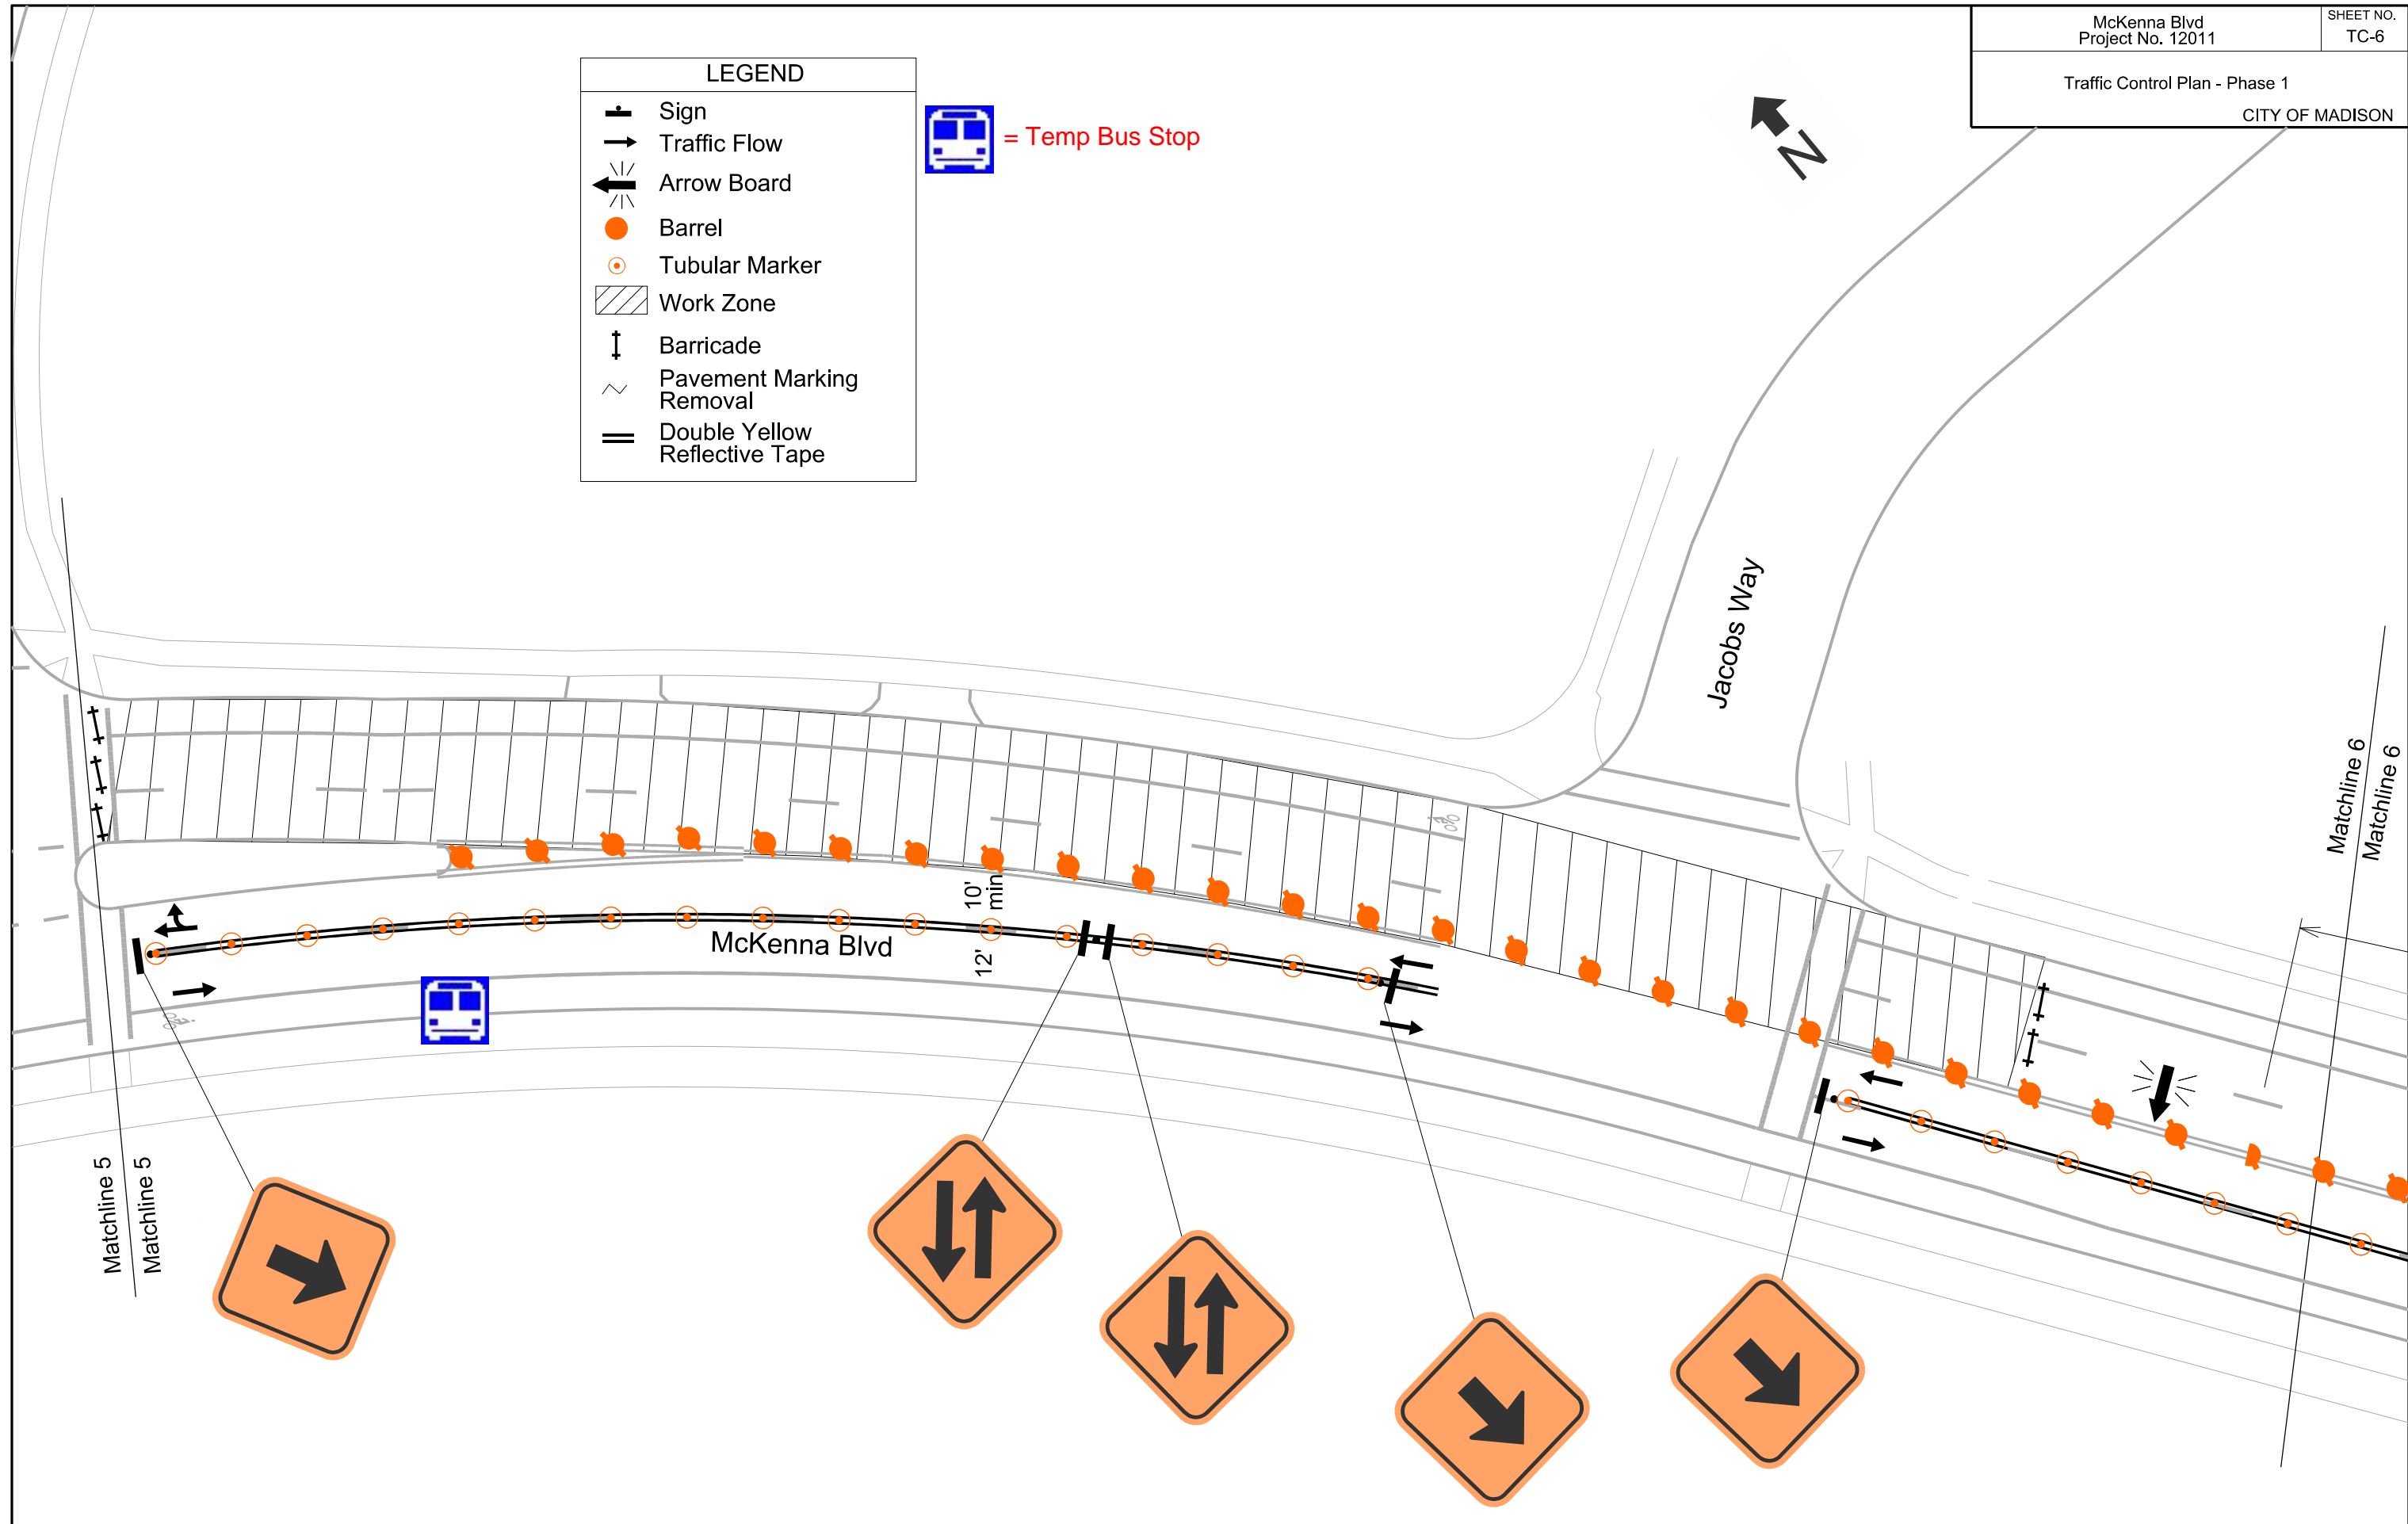 McKenna Blvd
Project No. 12011
SHEET NO.
TC-6
Traffic Control Plan - Phase 1
CITY OF MADISON
LEGEND
Sign
Traffic Flow
Arrow Board
Barrel
Tubular Marker
Work Zone
Barricade
Pavement Marking
Removal
Double Yellow
Reflective Tape
= Temp Bus Stop
N
Jacobs Way
Matchline 6
Matchline 6
10'
min
McKenna Blvd
12'
Matchline 5
Matchline 5